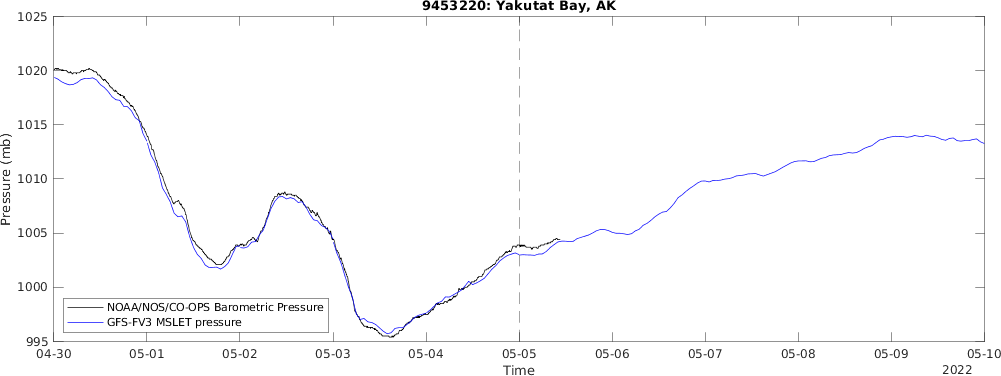 9453220: Yakutat Bay, AK
1025
1020
1015
1010
1005
1000
995
Pressure (mb)
NOAA/NOS/CO-OPS Barometric Pressure
GFS-FV3 MSLET pressure
04-30 05-01 05-02 05-03 05-04 05-05 05-06 05-07 05-08 05-09 05-10
Time
2022